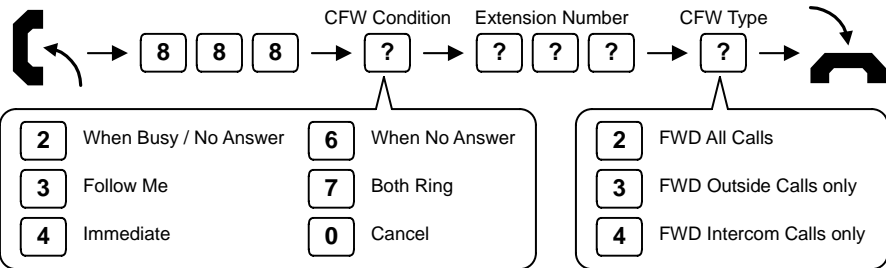 CFW Condition Extension Number CFW Type
8 8 8 ? ? ? ? ?
2 When Busy / No Answer 6 When No Answer 2 FWD All Calls
3 Follow Me 7 Both Ring 3 FWD Outside Calls only
4 Immediate 0 Cancel 4 FWD Intercom Calls only